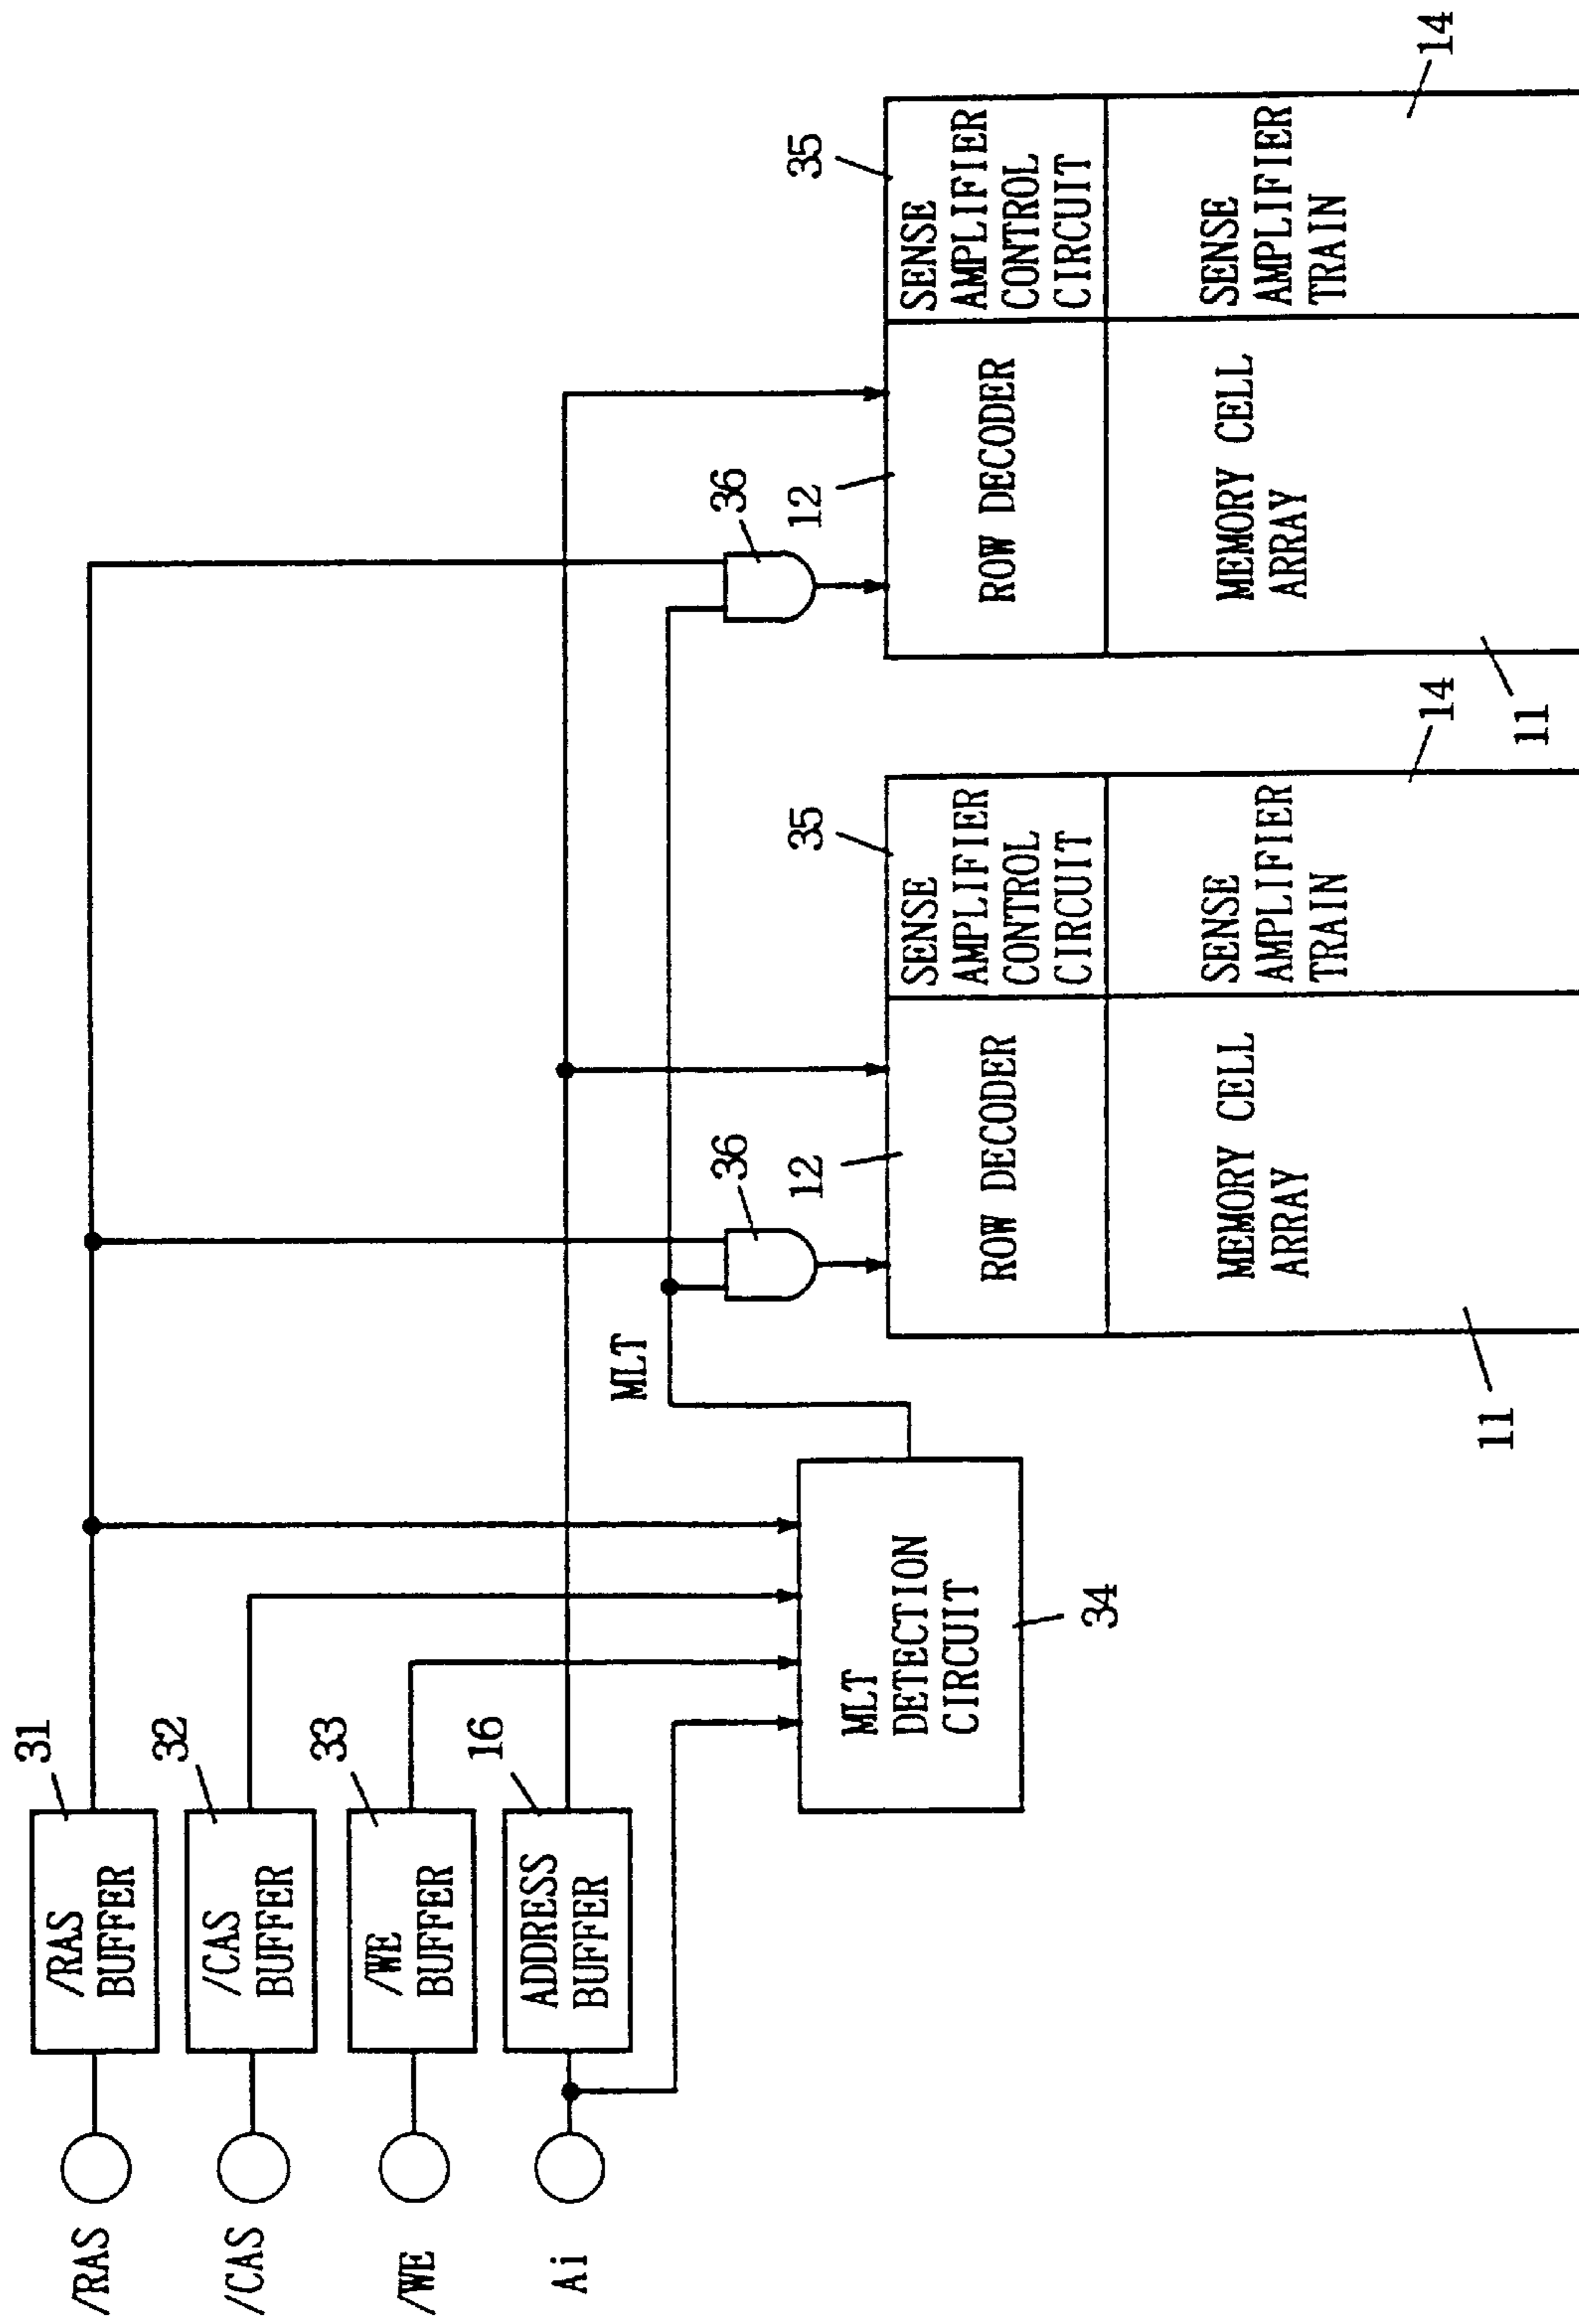 /RAS
/RAS
BUFFER
31
/CAS
/CAS
BUFFER
32
/WE
/WE
BUFFER
33
Ai
ADDRESS
BUFFER
16
MLT
DETECTION
CIRCUIT
34
MLT
36
12
ROW DECODER
35
SENSE
AMPLIFIER
CONTROL
CIRCUIT
MEMORY CELL
ARRAY
11
SENSE
AMPLIFIER
TRAIN
14
36
12
ROW DECODER
35
SENSE
AMPLIFIER
CONTROL
CIRCUIT
MEMORY CELL
ARRAY
11
SENSE
AMPLIFIER
TRAIN
14